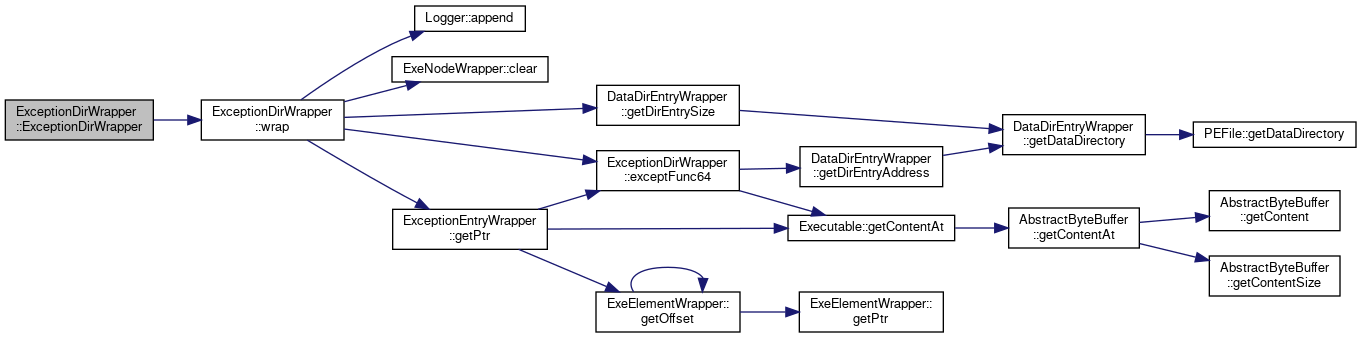 ExceptionDirWrapper
::ExceptionDirWrapper
ExceptionDirWrapper
::wrap
Logger::append
ExeNodeWrapper::clear
DataDirEntryWrapper
::getDirEntrySize
ExceptionDirWrapper
::exceptFunc64
ExceptionEntryWrapper
::getPtr
DataDirEntryWrapper
::getDirEntryAddress
Executable::getContentAt
ExeElementWrapper::
getOffset
ExeElementWrapper::
getPtr
DataDirEntryWrapper
::getDataDirectory
PEFile::getDataDirectory
AbstractByteBuffer
::getContentAt
AbstractByteBuffer
::getContent
AbstractByteBuffer
::getContentSize